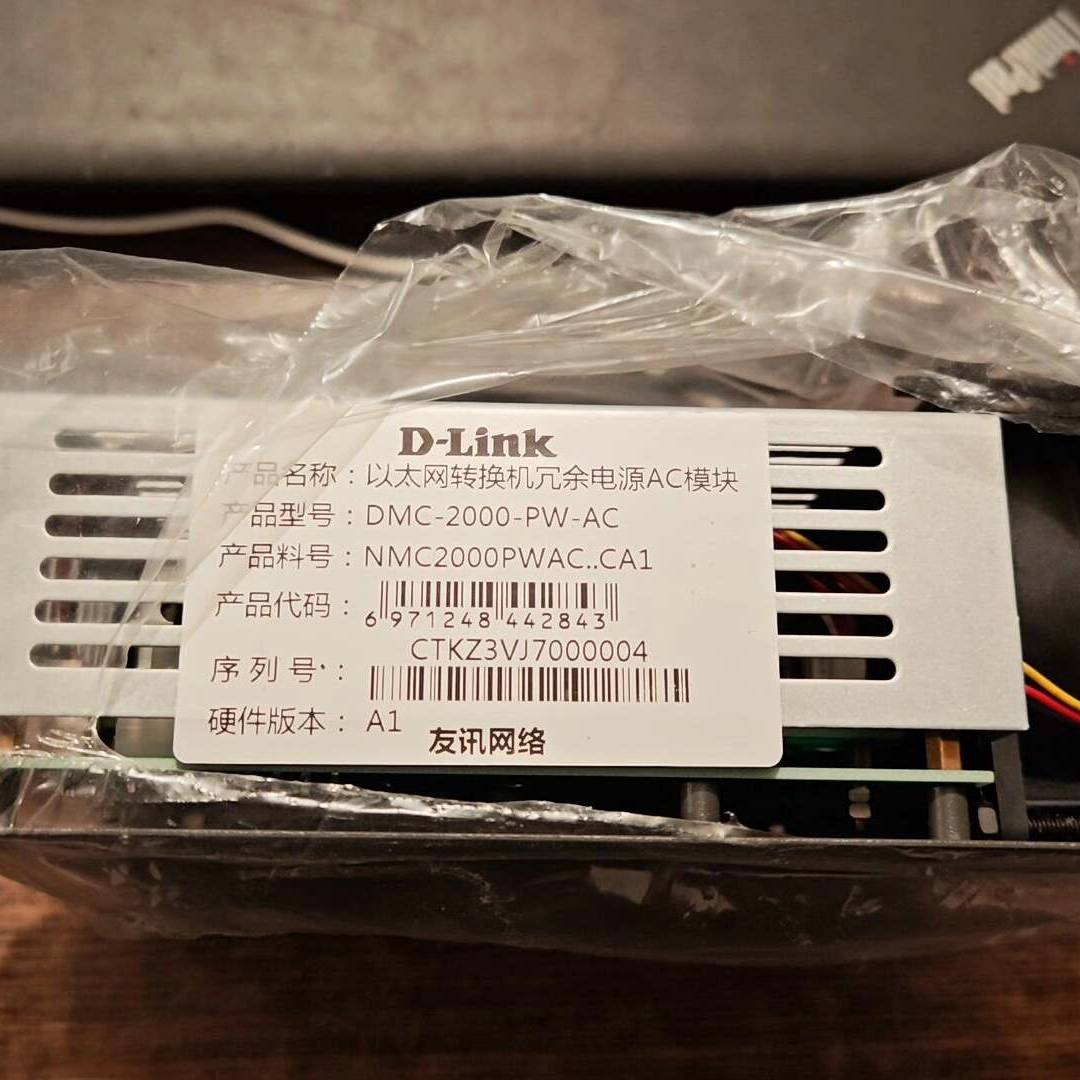 D-Link
产品名称：以太网转换机冗余电源AC模块
产品型号：DMC-2000-PW-AC
产品料号：NMC2000PWAC..CA1
产品代码：
6 971248 442843
CTKZ3VJ7000004
序列号：
硬件版本：A1
友讯网络